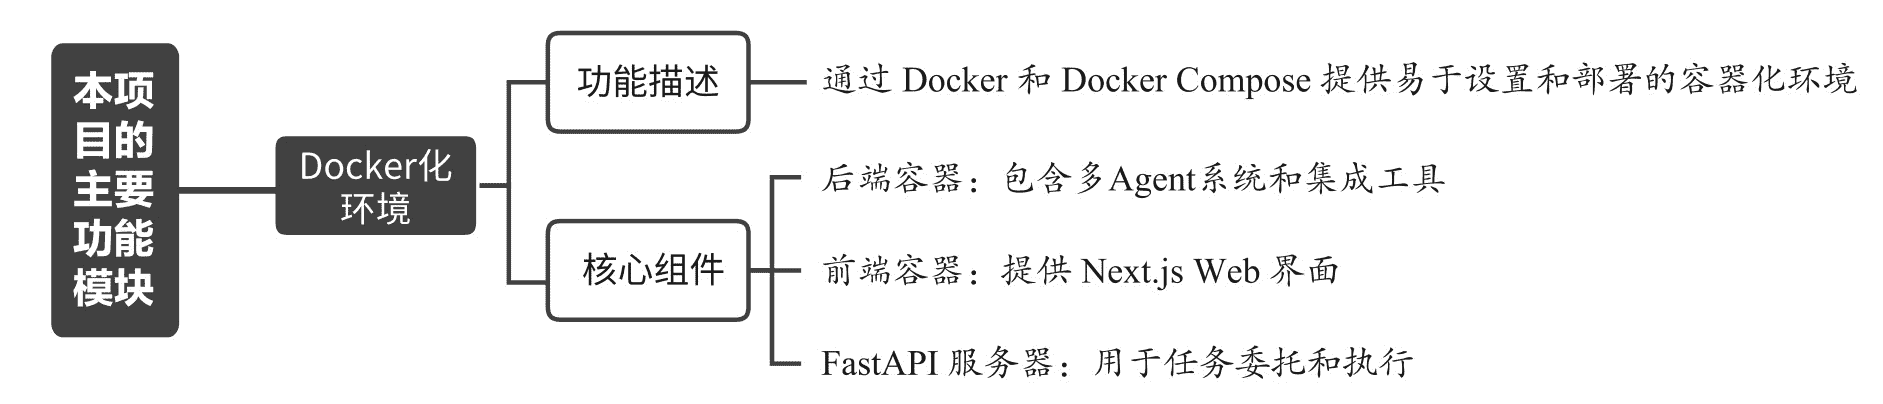 本项
目的
主要
功能
模块
Docker化
环境
功能描述
通过 Docker 和 Docker Compose 提供易于设置和部署的容器化环境
核心组件
后端容器：包含多Agent系统和集成工具
前端容器：提供 Next.js Web 界面
FastAPI 服务器：用于任务委托和执行